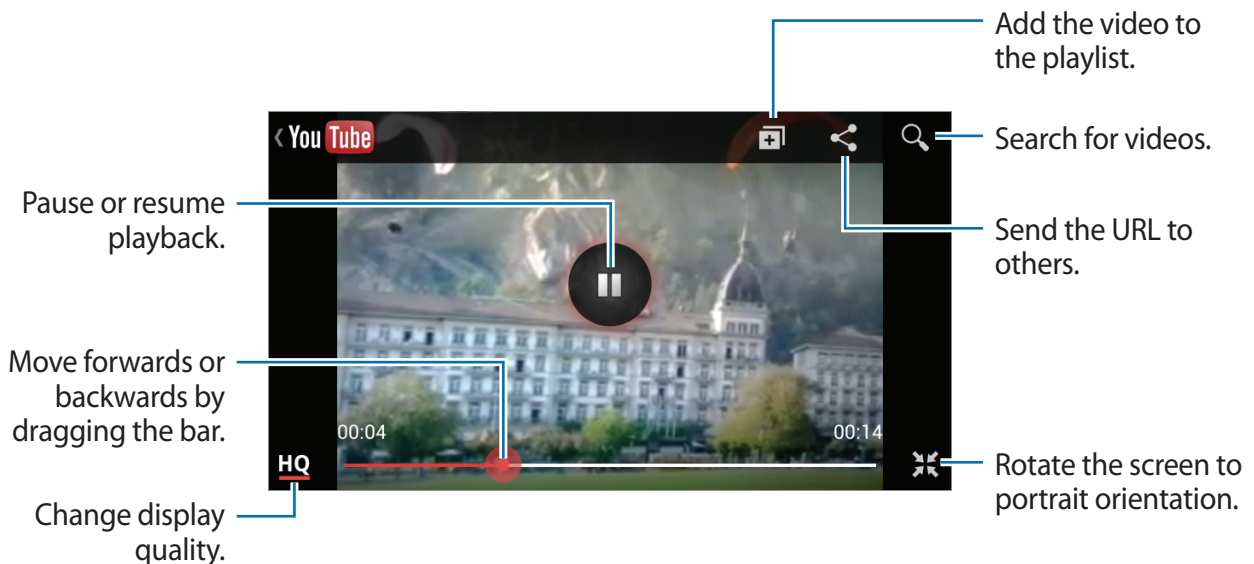 Add the video to
the playlist.
You Tube
Search for videos.
Pause or resume
playback.
Send the URL to
others.
Move forwards or
backwards by
dragging the bar.
00:04
00:14
HQ
Rotate the screen to
portrait orientation.
Change display
quality.